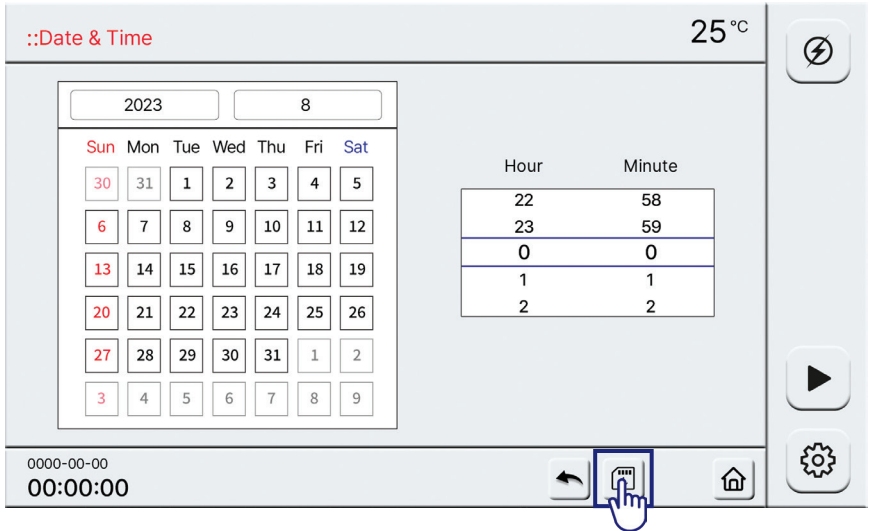 ::Date & Time
25°C
2023 8
Sun Mon Tue Wed Thu Fri Sat
30 31 1 2 3 4 5
6 7 8 9 10 11 12
13 14 15 16 17 18 19
20 21 22 23 24 25 26
27 28 29 30 31 1 2
3 4 5 6 7 8 9
Hour Minute
22 58
23 59
0 0
1 1
2 2
0000-00-00
00:00:00